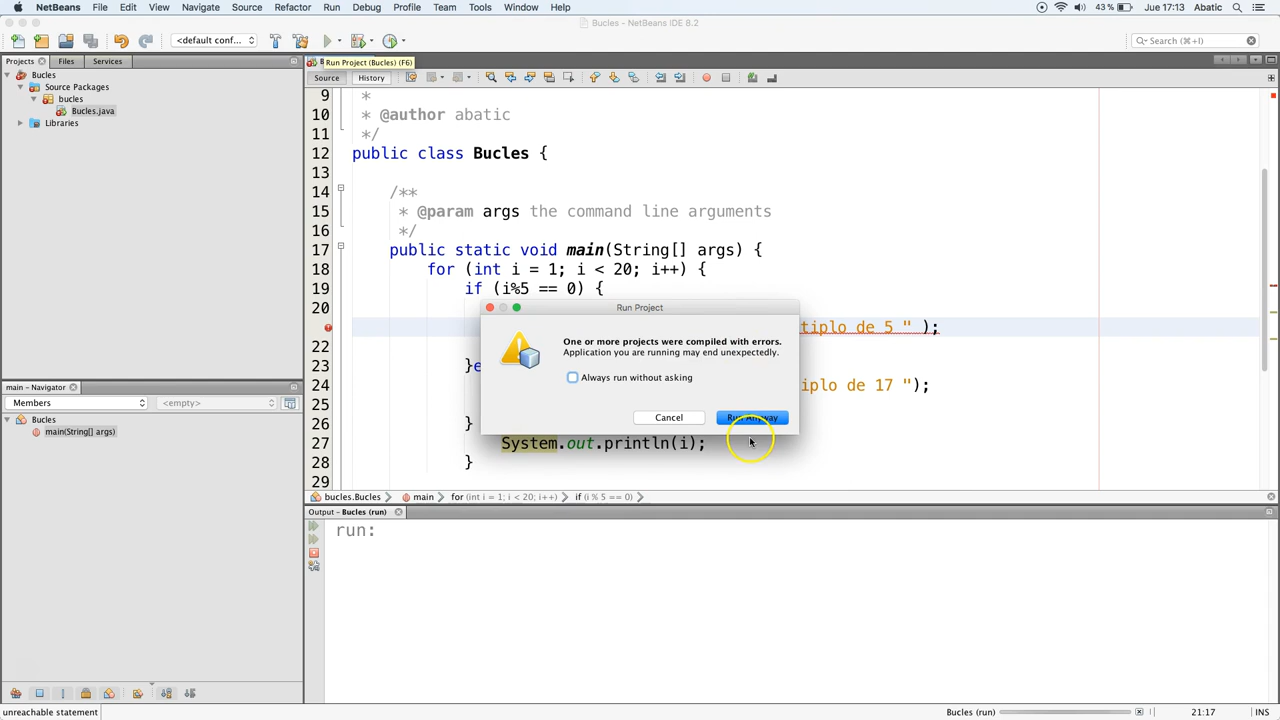 NetBeans File Edit View Navigate Source Refactor Run Debug Profile Team Tools Window Help 43 % Jue 17:13 Abatic
Bucles - NetBeans IDE 8.2
<default conf... Search (⌘+I)
Projects Files Services
Run Project (Bucles) (F6)
Bucles
Source Packages
bucles
Bucles.java
Libraries
Source History
9 *
10 * @author abatic
11 */
12 public class Bucles {
13
14 /**
15 * @param args the command line arguments
16 */
17 public static void main(String[] args) {
18 for (int i = 1; i < 20; i++) {
19 if (i%5 == 0) {
20
tiplo de 5 " );
22
23 }e
24 iplo de 17 ");
25
26 }
27 System.out.println(i);
28 }
29
Run Project
One or more projects were compiled with errors.
Application you are running may end unexpectedly.
Always run without asking
Cancel Run Anyway
main - Navigator
Members <empty>
Bucles
main(String[] args)
bucles.Bucles main for (int i = 1; i < 20; i++) if (i % 5 == 0)
Output - Bucles (run)
run:
unreachable statement Bucles (run) 21:17 INS